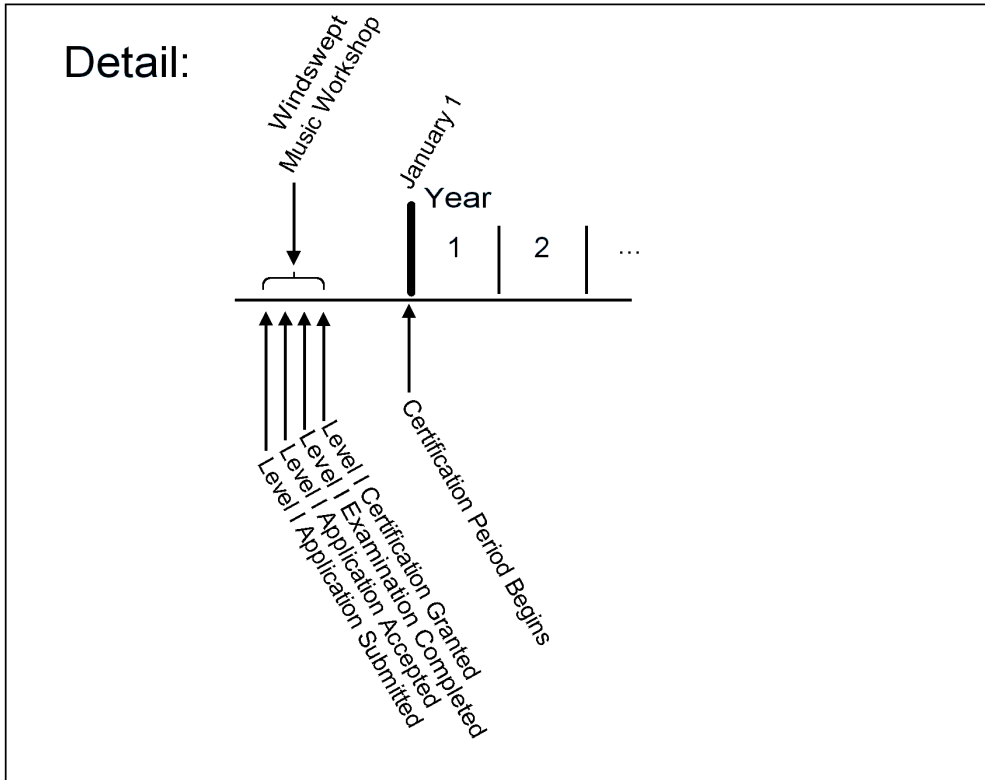 Detail:
Windswept
Music Workshop
January 1
Year
1
2
...
Level I Certification Granted
Level I Examination Completed
Level I Application Accepted
Level I Application Submitted
Certification Period Begins